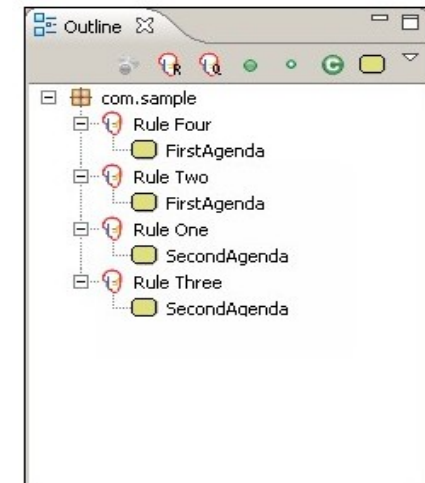 Outline
R Q C
com.sample
Rule Four
FirstAgenda
Rule Two
FirstAgenda
Rule One
SecondAgenda
Rule Three
SecondAgenda